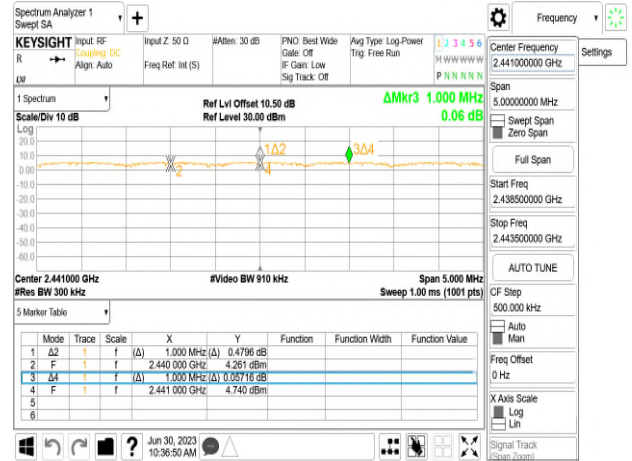 Spectrum Analyzer 1
Swept SA
Frequency
KEYSIGHT Input: RF Input Z: 50 Ω #Atten: 30 dB PNO: Best Wide Avg Type: Log-Power 1 2 3 4 5 6
R Coupling: DC Gate: Off Trig: Free Run M W W W W W
Align: Auto Freq Ref: Int (S) IF Gain: Low
Sig Track: Off P N N N N N
Center Frequency
2.441000000 GHz
Settings
Span
5.00000000 MHz
Swept Span
Zero Span
Full Span
Start Freq
2.438500000 GHz
Stop Freq
2.443500000 GHz
AUTO TUNE
CF Step
500.000 kHz
Auto
Man
Freq Offset
0 Hz
X Axis Scale
Log
Lin
Signal Track
(Span Zoom)
1 Spectrum
Ref Lvl Offset 10.50 dB ΔMkr3 1.000 MHz
Scale/Div 10 dB Ref Level 30.00 dBm 0.06 dB
Log
20.0
10.0
0.00
-10.0
-20.0
-30.0
-40.0
-50.0
-60.0
2
1Δ2
4
3Δ4
Center 2.441000 GHz #Video BW 910 kHz Span 5.000 MHz
#Res BW 300 kHz Sweep 1.00 ms (1001 pts)
5 Marker Table
Mode Trace Scale X Y Function Function Width Function Value
1 Δ2 1 f (Δ) 1.000 MHz (Δ) 0.4796 dB
2 F 1 f 2.440 000 GHz 4.261 dBm
3 Δ4 1 f (Δ) 1.000 MHz (Δ) 0.05716 dB
4 F 1 f 2.441 000 GHz 4.740 dBm
5
6
Jun 30, 2023
10:36:50 AM